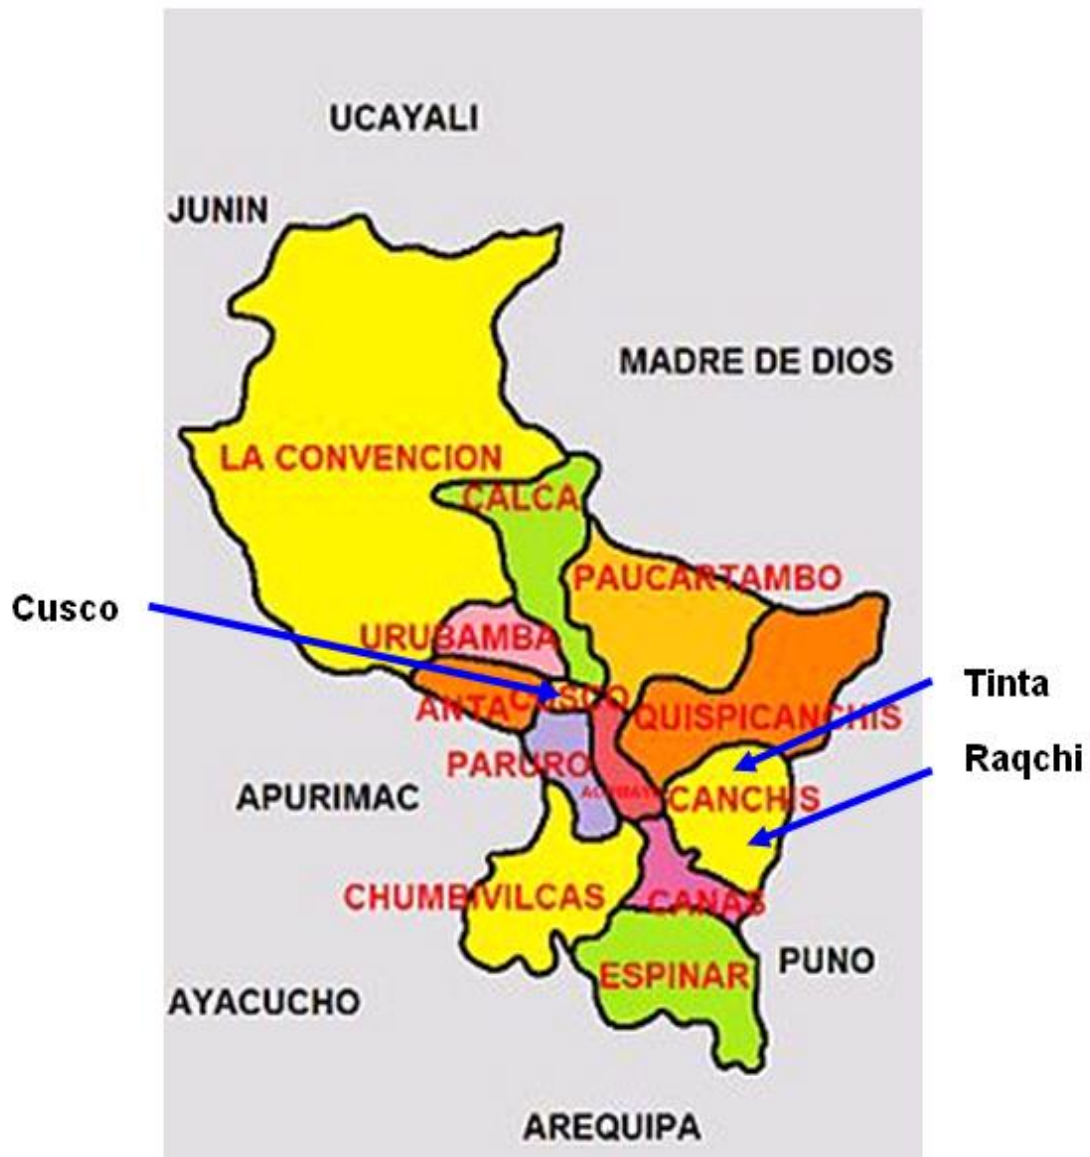 UCAYALI
JUNIN
MADRE DE DIOS
LA CONVENCION
CALCA
PAUCARTAMBO
Cusco
URUBAMBA
Tinta
ANTA
CUSCO
QUISPICANCHIS
PARURO
Raqchi
APURIMAC
CANCHIS
CHUMBIVILCAS
CANAS
PUNO
ESPINAR
AYACUCHO
AREQUIPA